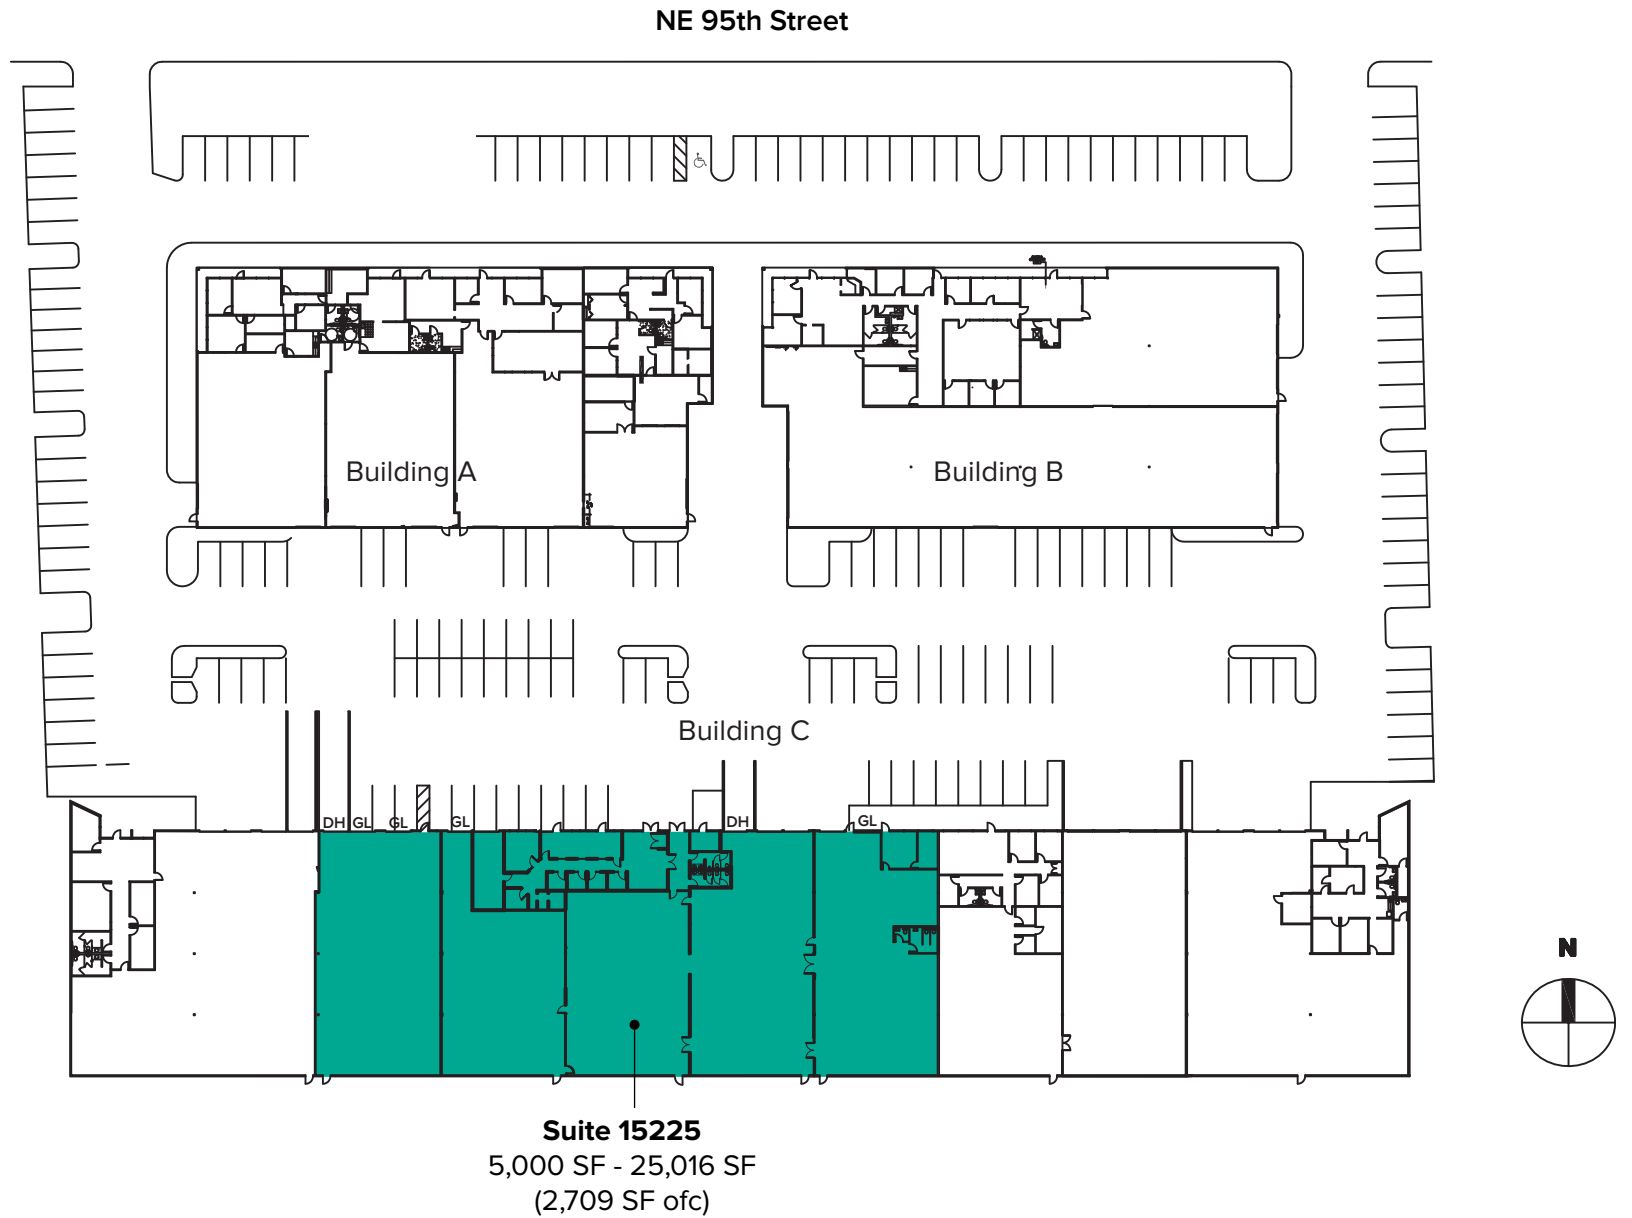 NE 95th Street
Building A
Building B
Building C
DH GL GL GL DH GL
N
Suite 15225
5,000 SF - 25,016 SF
(2,709 SF ofc)